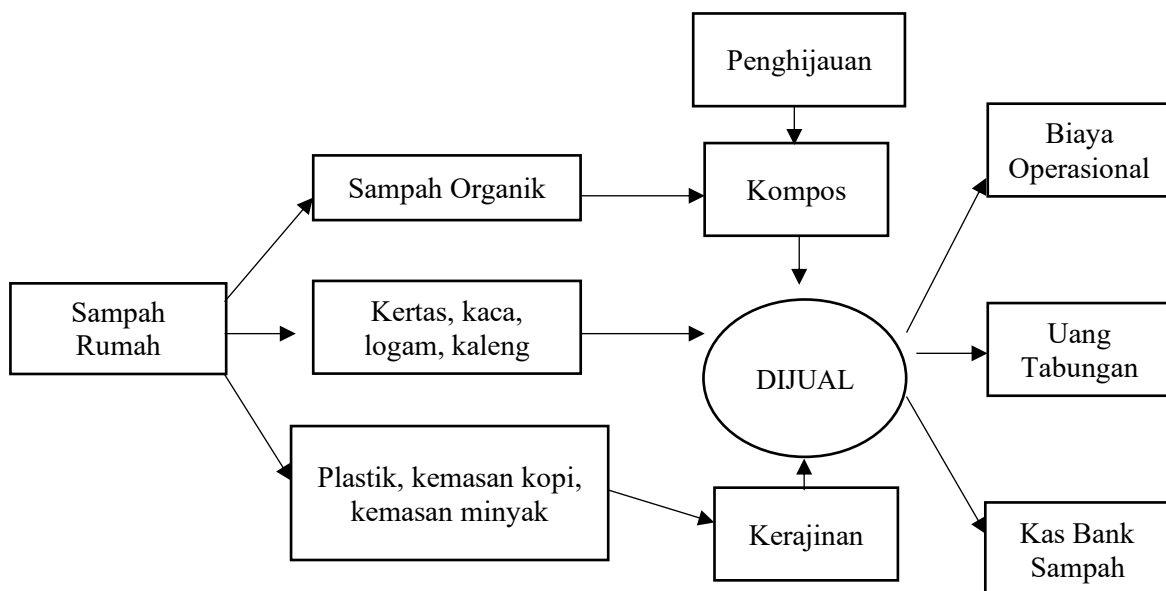 Penghijauan
Biaya
Operasional
Sampah Organik
Kompos
Sampah
Rumah
Kertas, kaca,
logam, kaleng
DIJUAL
Uang
Tabungan
Plastik, kemasan kopi,
kemasan minyak
Kerajinan
Kas Bank
Sampah